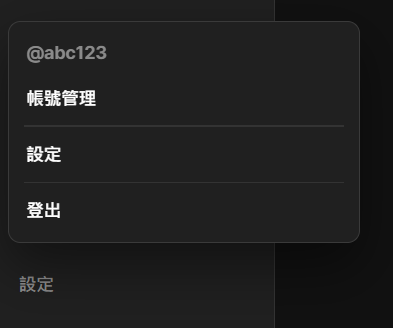 @abc123
帳號管理
設定
登出
設定